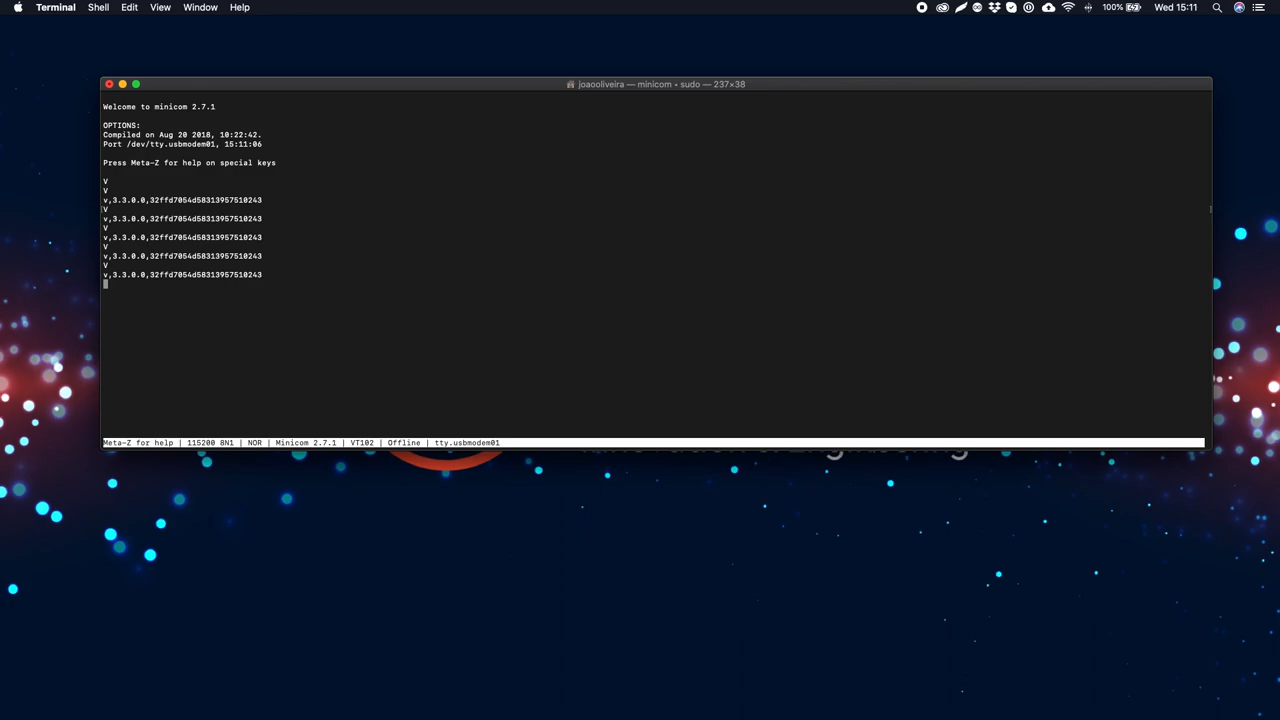 Terminal Shell Edit View Window Help 100% Wed 15:11
joaooliveira — minicom • sudo — 237×38
Welcome to minicom 2.7.1
OPTIONS:
Compiled on Aug 20 2018, 10:22:42.
Port /dev/tty.usbmodem01, 15:11:06
Press Meta-Z for help on special keys
V
V
v,3.3.0.0,32ffd7054d58313957510243
V
v,3.3.0.0,32ffd7054d58313957510243
V
v,3.3.0.0,32ffd7054d58313957510243
V
v,3.3.0.0,32ffd7054d58313957510243
V
v,3.3.0.0,32ffd7054d58313957510243
Meta-Z for help | 115200 8N1 | NOR | Minicom 2.7.1 | VT102 | Offline | tty.usbmodem01